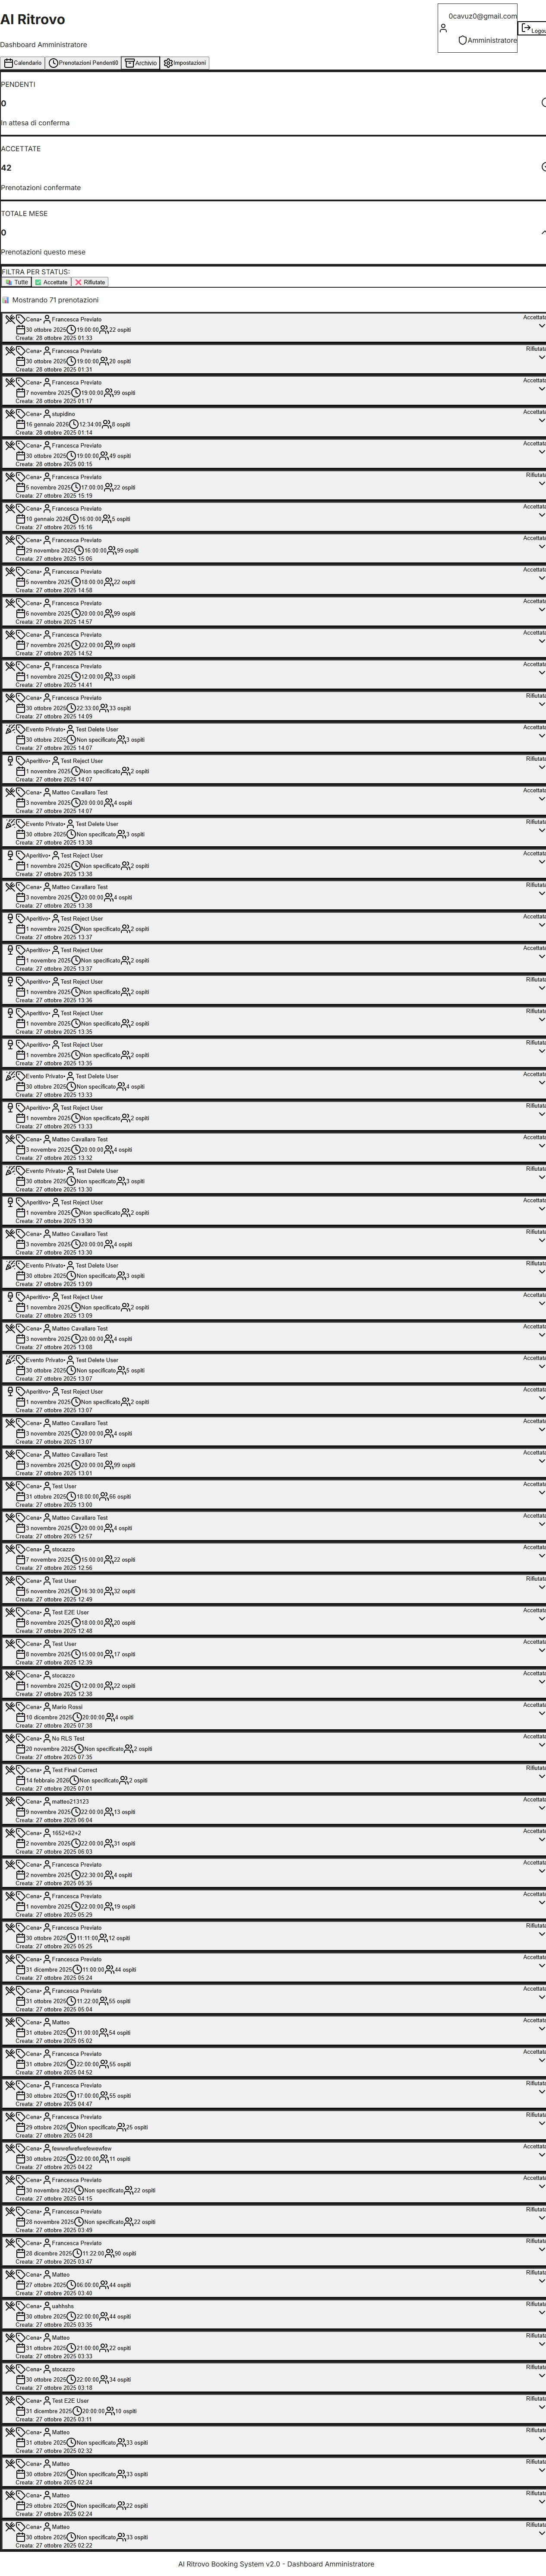 Al Ritrovo
0cavuz0@gmail.com
Amministratore
Logou
Dashboard Amministratore
Calendario
Prenotazioni Pendenti0
Archivio
Impostazioni
PENDENTI
0
In attesa di conferma
ACCETTATE
42
Prenotazioni confermate
TOTALE MESE
0
Prenotazioni questo mese
FILTRA PER STATUS:
Tutte Accettate Rifiutate
Mostrando 71 prenotazioni
Cena• Francesca Previato Accettata
30 ottobre 2025 19:00:00 22 ospiti
Creata: 28 ottobre 2025 01:33
Cena• Francesca Previato Rifiutata
30 ottobre 2025 19:00:00 20 ospiti
Creata: 28 ottobre 2025 01:31
Cena• Francesca Previato Accettata
7 novembre 2025 19:00:00 99 ospiti
Creata: 28 ottobre 2025 01:17
Cena• stupidino Accettata
16 gennaio 2026 12:34:00 8 ospiti
Creata: 28 ottobre 2025 01:14
Cena• Francesca Previato Accettata
30 ottobre 2025 19:00:00 49 ospiti
Creata: 28 ottobre 2025 00:15
Cena• Francesca Previato Rifiutata
5 novembre 2025 17:00:00 22 ospiti
Creata: 27 ottobre 2025 15:19
Cena• Francesca Previato Accettata
10 gennaio 2026 16:00:00 5 ospiti
Creata: 27 ottobre 2025 15:16
Cena• Francesca Previato Accettata
29 novembre 2025 16:00:00 99 ospiti
Creata: 27 ottobre 2025 15:06
Cena• Francesca Previato Accettata
5 novembre 2025 18:00:00 22 ospiti
Creata: 27 ottobre 2025 14:58
Cena• Francesca Previato Accettata
6 novembre 2025 20:00:00 99 ospiti
Creata: 27 ottobre 2025 14:57
Cena• Francesca Previato Accettata
7 novembre 2025 22:00:00 99 ospiti
Creata: 27 ottobre 2025 14:52
Cena• Francesca Previato Accettata
1 novembre 2025 12:00:00 33 ospiti
Creata: 27 ottobre 2025 14:41
Cena• Francesca Previato Rifiutata
30 ottobre 2025 22:33:00 33 ospiti
Creata: 27 ottobre 2025 14:09
Evento Privato• Test Delete User Accettata
30 ottobre 2025 Non specificato 3 ospiti
Creata: 27 ottobre 2025 14:07
Aperitivo• Test Reject User Rifiutata
1 novembre 2025 Non specificato 2 ospiti
Creata: 27 ottobre 2025 14:07
Cena• Matteo Cavallaro Test Accettata
3 novembre 2025 20:00:00 4 ospiti
Creata: 27 ottobre 2025 14:07
Evento Privato• Test Delete User Rifiutata
30 ottobre 2025 Non specificato 3 ospiti
Creata: 27 ottobre 2025 13:38
Aperitivo• Test Reject User Accettata
1 novembre 2025 Non specificato 2 ospiti
Creata: 27 ottobre 2025 13:38
Cena• Matteo Cavallaro Test Rifiutata
3 novembre 2025 20:00:00 4 ospiti
Creata: 27 ottobre 2025 13:38
Aperitivo• Test Reject User Accettata
1 novembre 2025 Non specificato 2 ospiti
Creata: 27 ottobre 2025 13:37
Aperitivo• Test Reject User Accettata
1 novembre 2025 Non specificato 2 ospiti
Creata: 27 ottobre 2025 13:37
Aperitivo• Test Reject User Rifiutata
1 novembre 2025 Non specificato 2 ospiti
Creata: 27 ottobre 2025 13:36
Aperitivo• Test Reject User Rifiutata
1 novembre 2025 Non specificato 2 ospiti
Creata: 27 ottobre 2025 13:35
Aperitivo• Test Reject User Accettata
1 novembre 2025 Non specificato 2 ospiti
Creata: 27 ottobre 2025 13:35
Evento Privato• Test Delete User Accettata
30 ottobre 2025 Non specificato 4 ospiti
Creata: 27 ottobre 2025 13:33
Aperitivo• Test Reject User Rifiutata
1 novembre 2025 Non specificato 2 ospiti
Creata: 27 ottobre 2025 13:33
Cena• Matteo Cavallaro Test Accettata
3 novembre 2025 20:00:00 4 ospiti
Creata: 27 ottobre 2025 13:32
Evento Privato• Test Delete User Rifiutata
30 ottobre 2025 Non specificato 3 ospiti
Creata: 27 ottobre 2025 13:30
Aperitivo• Test Reject User Accettata
1 novembre 2025 Non specificato 2 ospiti
Creata: 27 ottobre 2025 13:30
Cena• Matteo Cavallaro Test Rifiutata
3 novembre 2025 20:00:00 4 ospiti
Creata: 27 ottobre 2025 13:30
Evento Privato• Test Delete User Rifiutata
30 ottobre 2025 Non specificato 3 ospiti
Creata: 27 ottobre 2025 13:09
Aperitivo• Test Reject User Accettata
1 novembre 2025 Non specificato 2 ospiti
Creata: 27 ottobre 2025 13:09
Cena• Matteo Cavallaro Test Accettata
3 novembre 2025 20:00:00 4 ospiti
Creata: 27 ottobre 2025 13:08
Evento Privato• Test Delete User Rifiutata
30 ottobre 2025 Non specificato 5 ospiti
Creata: 27 ottobre 2025 13:07
Aperitivo• Test Reject User Accettata
1 novembre 2025 Non specificato 2 ospiti
Creata: 27 ottobre 2025 13:07
Cena• Matteo Cavallaro Test Accettata
3 novembre 2025 20:00:00 4 ospiti
Creata: 27 ottobre 2025 13:07
Cena• Matteo Cavallaro Test Accettata
3 novembre 2025 20:00:00 99 ospiti
Creata: 27 ottobre 2025 13:01
Cena• Test User Accettata
31 ottobre 2025 18:00:00 66 ospiti
Creata: 27 ottobre 2025 13:00
Cena• Matteo Cavallaro Test Accettata
3 novembre 2025 20:00:00 4 ospiti
Creata: 27 ottobre 2025 12:57
Cena• stocazzo Accettata
7 novembre 2025 15:00:00 22 ospiti
Creata: 27 ottobre 2025 12:56
Cena• Test User Rifiutata
5 novembre 2025 16:30:00 32 ospiti
Creata: 27 ottobre 2025 12:49
Cena• Test E2E User Accettata
8 novembre 2025 18:00:00 20 ospiti
Creata: 27 ottobre 2025 12:48
Cena• Test User Accettata
8 novembre 2025 15:00:00 17 ospiti
Creata: 27 ottobre 2025 12:39
Cena• stocazzo Accettata
1 novembre 2025 12:00:00 22 ospiti
Creata: 27 ottobre 2025 12:38
Cena• Mario Rossi Accettata
10 dicembre 2025 20:00:00 4 ospiti
Creata: 27 ottobre 2025 07:38
Cena• No RLS Test Accettata
20 novembre 2025 Non specificato 2 ospiti
Creata: 27 ottobre 2025 07:35
Cena• Test Final Correct Rifiutata
14 febbraio 2026 Non specificato 2 ospiti
Creata: 27 ottobre 2025 07:01
Cena• matteo213123 Accettata
9 novembre 2025 22:00:00 13 ospiti
Creata: 27 ottobre 2025 06:04
Cena• 1652+62+2 Accettata
2 novembre 2025 22:00:00 31 ospiti
Creata: 27 ottobre 2025 06:03
Cena• Francesca Previato Accettata
2 novembre 2025 22:30:00 4 ospiti
Creata: 27 ottobre 2025 05:35
Cena• Francesca Previato Accettata
1 novembre 2025 22:00:00 19 ospiti
Creata: 27 ottobre 2025 05:29
Cena• Francesca Previato Rifiutata
30 ottobre 2025 11:11:00 12 ospiti
Creata: 27 ottobre 2025 05:25
Cena• Francesca Previato Accettata
31 dicembre 2025 11:00:00 44 ospiti
Creata: 27 ottobre 2025 05:24
Cena• Francesca Previato Accettata
31 ottobre 2025 11:22:00 55 ospiti
Creata: 27 ottobre 2025 05:04
Cena• Matteo Accettata
31 ottobre 2025 11:00:00 54 ospiti
Creata: 27 ottobre 2025 05:02
Cena• Francesca Previato Accettata
31 ottobre 2025 22:00:00 55 ospiti
Creata: 27 ottobre 2025 04:52
Cena• Francesca Previato Rifiutata
30 ottobre 2025 17:00:00 55 ospiti
Creata: 27 ottobre 2025 04:47
Cena• Francesca Previato Rifiutata
29 ottobre 2025 Non specificato 25 ospiti
Creata: 27 ottobre 2025 04:28
Cena• fewwefwefwefewewfew Accettata
30 ottobre 2025 22:00:00 11 ospiti
Creata: 27 ottobre 2025 04:22
Cena• Francesca Previato Accettata
30 novembre 2025 Non specificato 22 ospiti
Creata: 27 ottobre 2025 04:15
Cena• Francesca Previato Rifiutata
28 novembre 2025 Non specificato 22 ospiti
Creata: 27 ottobre 2025 03:49
Cena• Francesca Previato Rifiutata
28 dicembre 2025 11:22:00 90 ospiti
Creata: 27 ottobre 2025 03:47
Cena• Matteo Rifiutata
27 ottobre 2025 06:00:00 44 ospiti
Creata: 27 ottobre 2025 03:40
Cena• uahhshs Rifiutata
30 ottobre 2025 22:00:00 44 ospiti
Creata: 27 ottobre 2025 03:35
Cena• Matteo Accettata
31 ottobre 2025 21:00:00 22 ospiti
Creata: 27 ottobre 2025 03:33
Cena• stocazzo Rifiutata
30 ottobre 2025 22:00:00 34 ospiti
Creata: 27 ottobre 2025 03:18
Cena• Test E2E User Rifiutata
31 dicembre 2025 20:00:00 10 ospiti
Creata: 27 ottobre 2025 03:11
Cena• Matteo Rifiutata
31 ottobre 2025 Non specificato 33 ospiti
Creata: 27 ottobre 2025 02:32
Cena• Matteo Rifiutata
30 ottobre 2025 Non specificato 33 ospiti
Creata: 27 ottobre 2025 02:24
Cena• Matteo Rifiutata
29 ottobre 2025 Non specificato 22 ospiti
Creata: 27 ottobre 2025 02:24
Cena• Matteo Rifiutata
30 ottobre 2025 Non specificato 33 ospiti
Creata: 27 ottobre 2025 02:22
Al Ritrovo Booking System v2.0 - Dashboard Amministratore